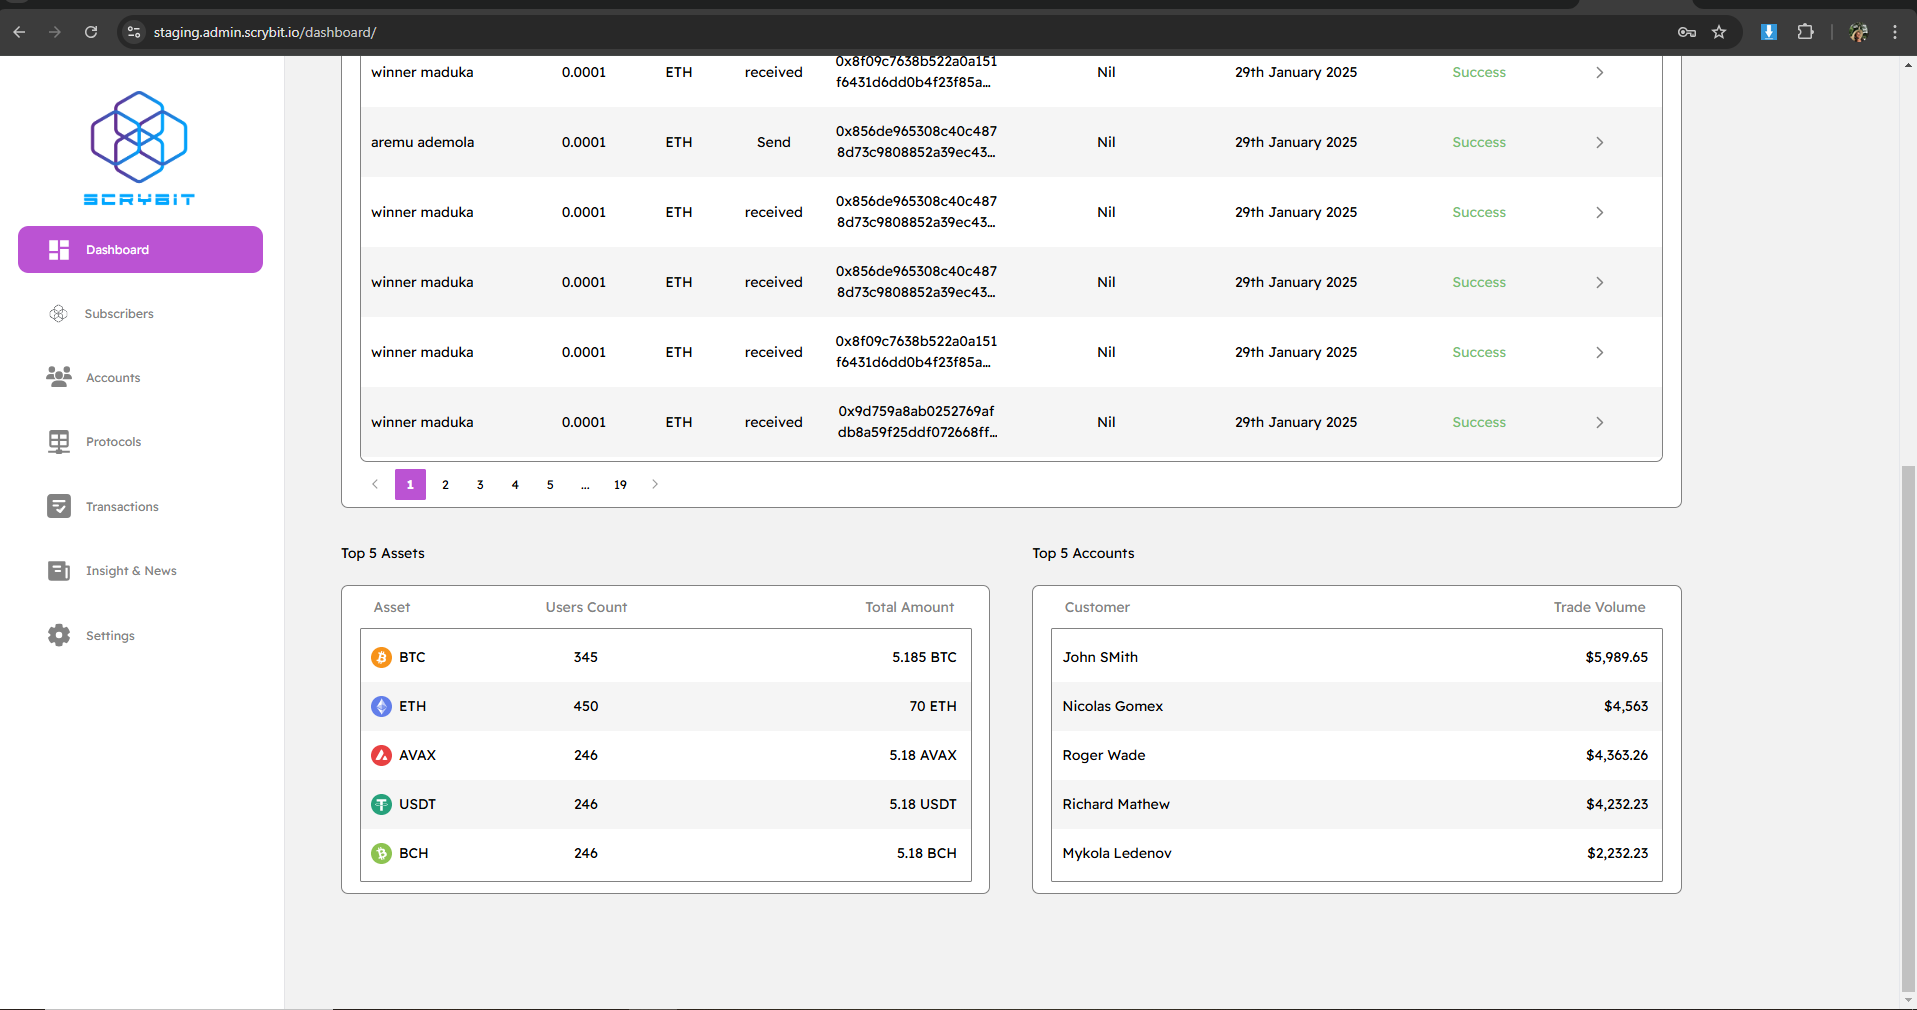 staging.admin.scrybit.io/dashboard/
SCRYBIT
Dashboard
Subscribers
Accounts
Protocols
Transactions
Insight & News
Settings
winner maduka 0.0001 ETH received 0x8f09c7638b522a0a151 Nil 29th January 2025 Success
f6431d6dd0b4f23f85a...
aremu ademola 0.0001 ETH Send 0x856de965308c40c487 Nil 29th January 2025 Success
8d73c9808852a39ec43...
winner maduka 0.0001 ETH received 0x856de965308c40c487 Nil 29th January 2025 Success
8d73c9808852a39ec43...
winner maduka 0.0001 ETH received 0x856de965308c40c487 Nil 29th January 2025 Success
8d73c9808852a39ec43...
winner maduka 0.0001 ETH received 0x8f09c7638b522a0a151 Nil 29th January 2025 Success
f6431d6dd0b4f23f85a...
winner maduka 0.0001 ETH received 0x9d759a8ab0252769af Nil 29th January 2025 Success
db8a59f25ddf072668ff...
1 2 3 4 5 ... 19
Top 5 Assets
Asset Users Count Total Amount
BTC 345 5.185 BTC
ETH 450 70 ETH
AVAX 246 5.18 AVAX
USDT 246 5.18 USDT
BCH 246 5.18 BCH
Top 5 Accounts
Customer Trade Volume
John SMith $5,989.65
Nicolas Gomex $4,563
Roger Wade $4,363.26
Richard Mathew $4,232.23
Mykola Ledenov $2,232.23